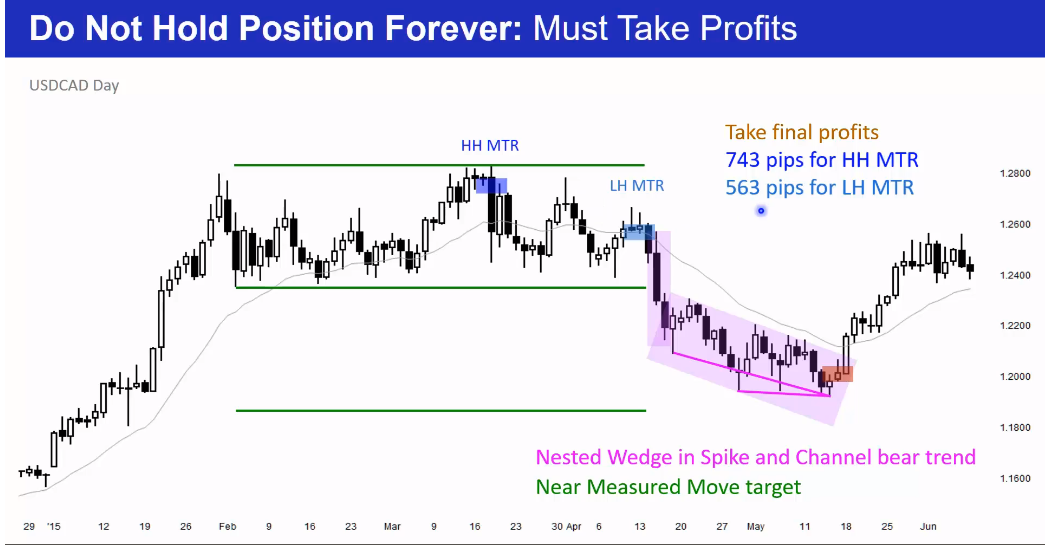 Do Not Hold Position Forever: Must Take Profits
USDCAD Day
HH MTR
LH MTR
Take final profits
743 pips for HH MTR
563 pips for LH MTR
1.2800
1.2600
1.2400
1.2200
1.2000
1.1800
1.1600
Nested Wedge in Spike and Channel bear trend
Near Measured Move target
29 '15 12 19 26 Feb 9 16 23 Mar 9 16 23 30 Apr 6 13 20 27 May 11 18 25 Jun